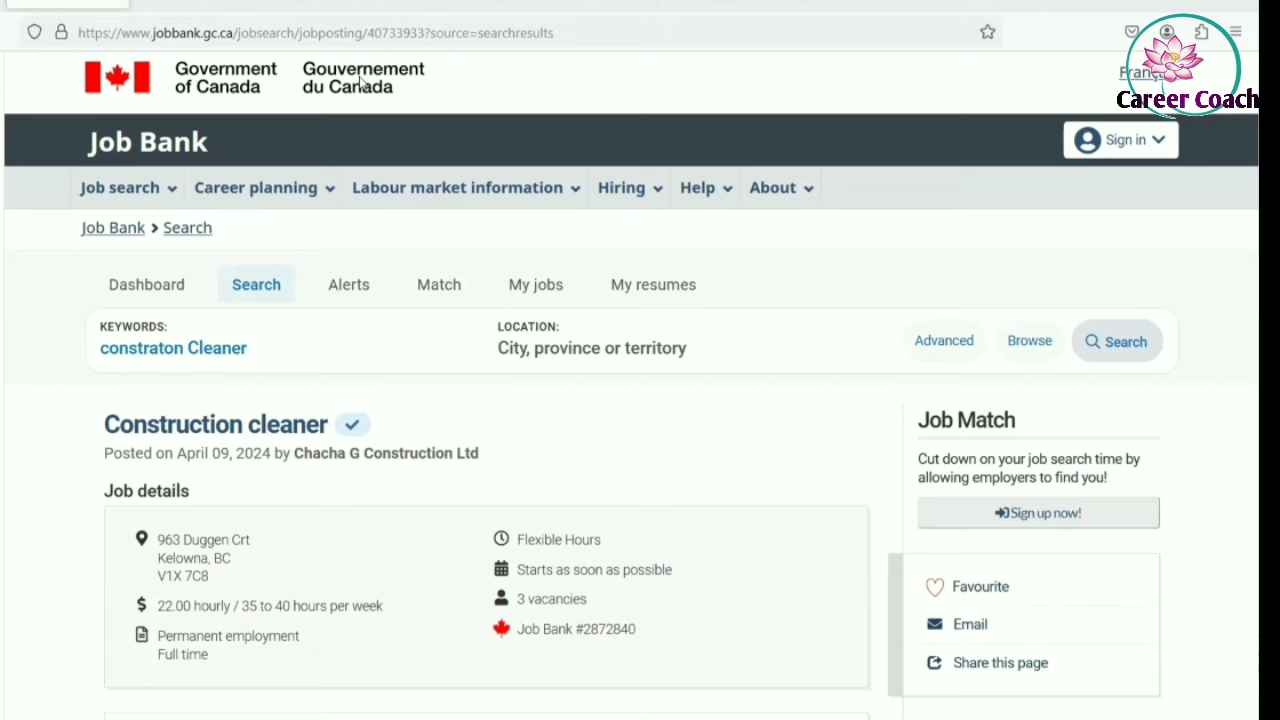 https://www.jobbank.gc.ca/jobsearch/jobposting/40733933?source=searchresults
Government of Canada
Gouvernement du Canada
Career Coach
Job Bank
Sign in
Job search
Career planning
Labour market information
Hiring
Help
About
Job Bank > Search
Dashboard
Search
Alerts
Match
My jobs
My resumes
KEYWORDS:
constraton Cleaner
LOCATION:
City, province or territory
Advanced
Browse
Search
Construction cleaner
Posted on April 09, 2024 by Chacha G Construction Ltd
Job details
963 Duggen Crt
Kelowna, BC
V1X 7C8
22.00 hourly / 35 to 40 hours per week
Permanent employment
Full time
Flexible Hours
Starts as soon as possible
3 vacancies
Job Bank #2872840
Job Match
Cut down on your job search time by
allowing employers to find you!
Sign up now!
Favourite
Email
Share this page